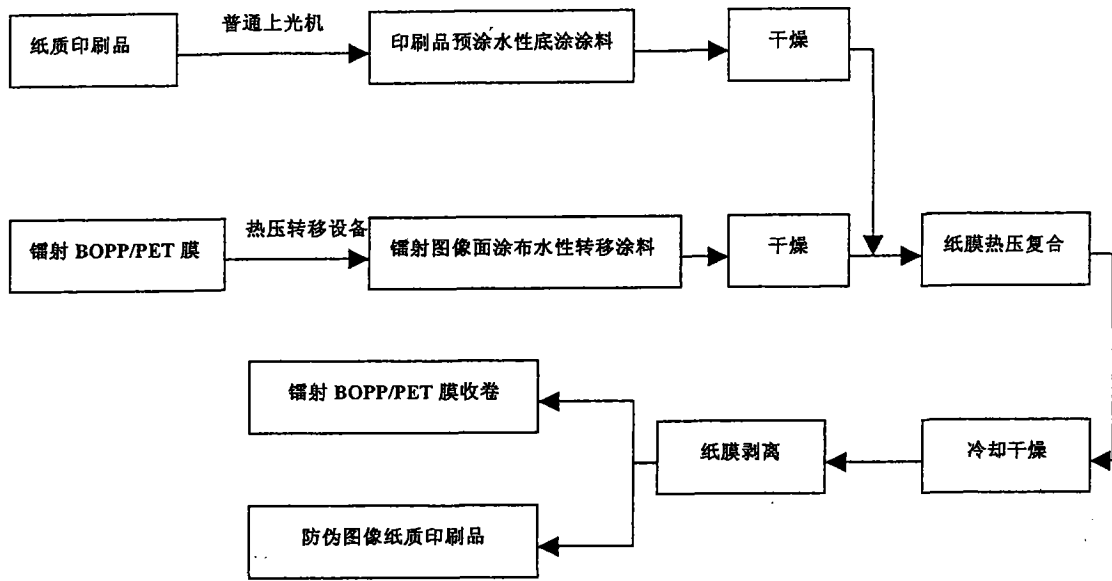 纸质印刷品
普通上光机
印刷品预涂水性底涂涂料
干燥
镭射 BOPP/PET 膜
热压转移设备
镭射图像面涂布水性转移涂料
干燥
纸膜热压复合
镭射 BOPP/PET 膜收卷
纸膜剥离
冷却干燥
防伪图像纸质印刷品